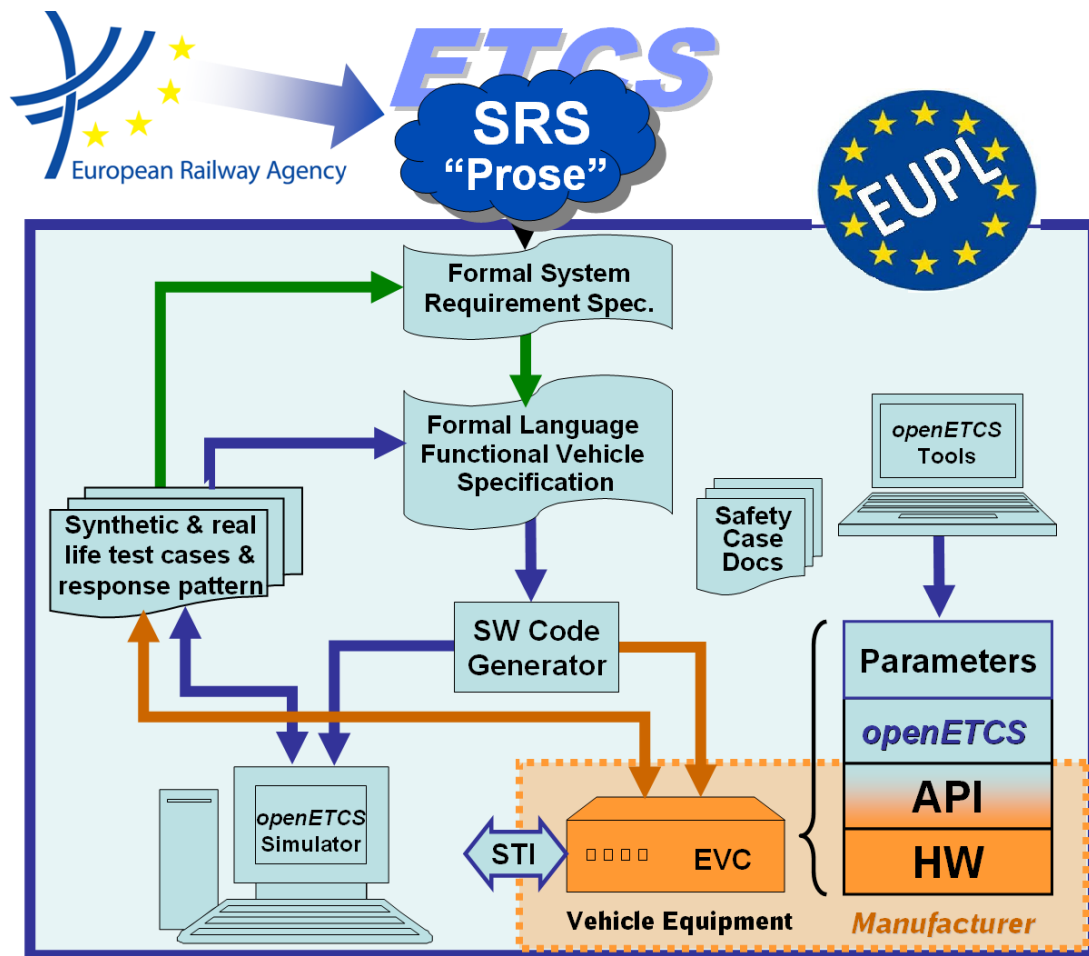 ETCS
SRS
“Prose”
European Railway Agency
EUPL
Formal System
Requirement Spec.
Formal Language
Functional Vehicle
Specification
openETCS
Tools
Synthetic & real
life test cases &
response pattern
Safety
Case
Docs
SW Code
Generator
Parameters
openETCS
API
HW
openETCS
Simulator
STI
EVC
Vehicle Equipment
Manufacturer